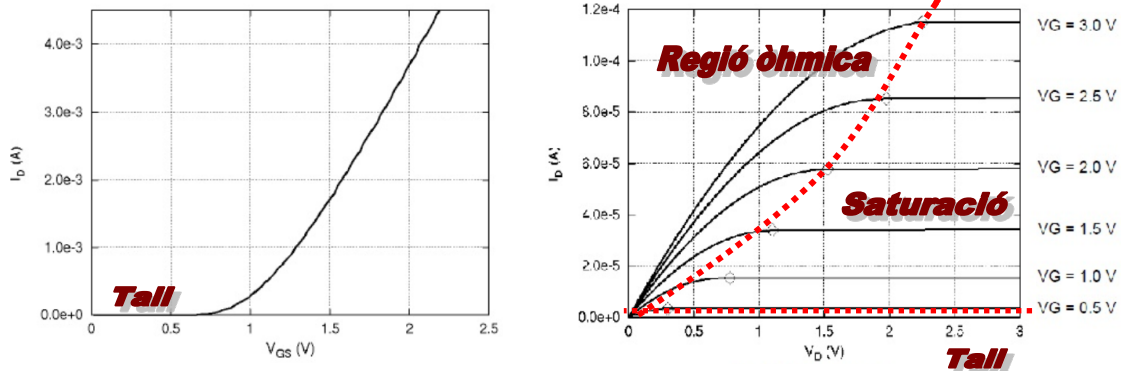 4.0e-3
3.0e-3
2.0e-3
1.0e-3
0.0e+0
I_D (A)
Tall
0
0.5
1
1.5
2
2.5
V_GS (V)
1.2e-4
1.0e-4
8.0e-5
6.0e-5
4.0e-5
2.0e-5
0.0e+0
I_D (A)
Regió òhmica
Saturació
VG = 3.0 V
VG = 2.5 V
VG = 2.0 V
VG = 1.5 V
VG = 1.0 V
VG = 0.5 V
0
0.5
1
1.5
2
2.5
3
V_D (V)
Tall